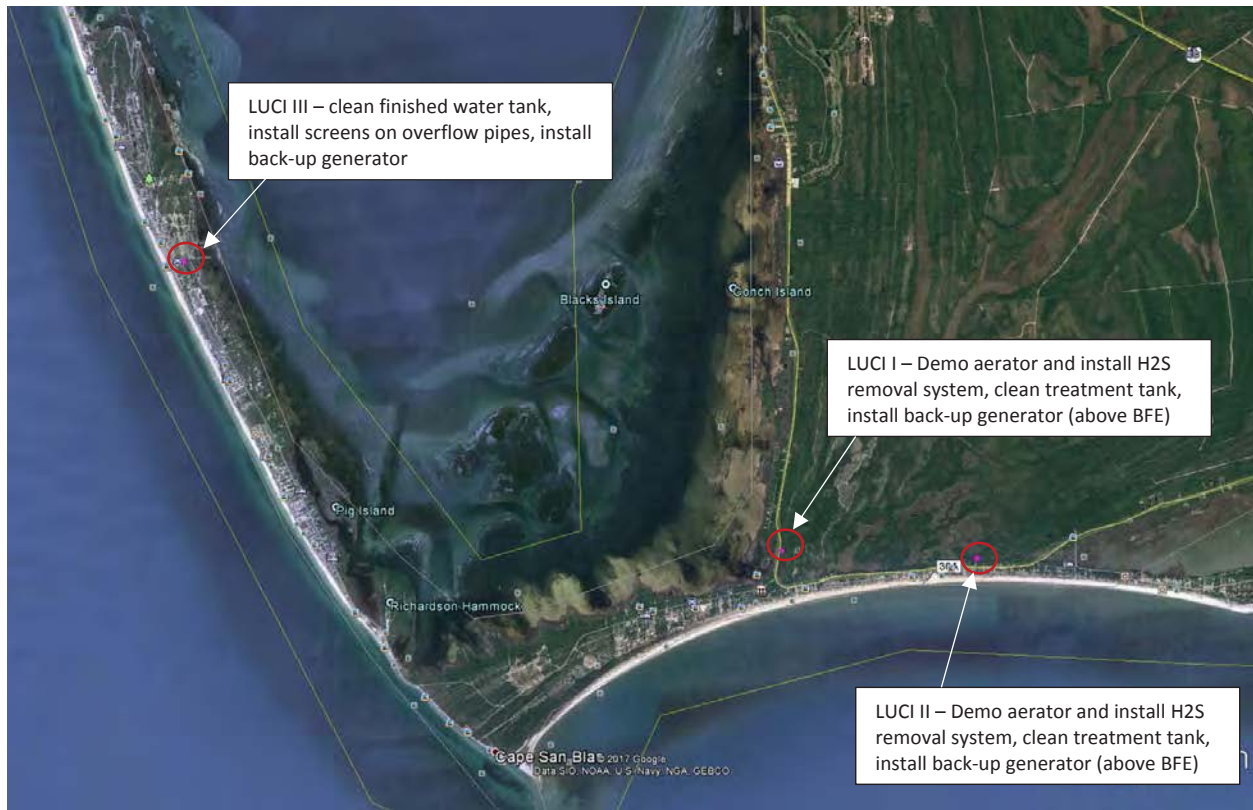 LUCI III – clean finished water tank,
install screens on overflow pipes, install
back-up generator
Blacks Island
Conch Island
LUCI I – Demo aerator and install H2S
removal system, clean treatment tank,
install back-up generator (above BFE)
Pig Island
30A
Richardson Hammock
LUCI II – Demo aerator and install H2S
removal system, clean treatment tank,
install back-up generator (above BFE)
Cape San Blas
© 2017 Google
Data SIO, NOAA, U.S. Navy, NGA, GEBCO